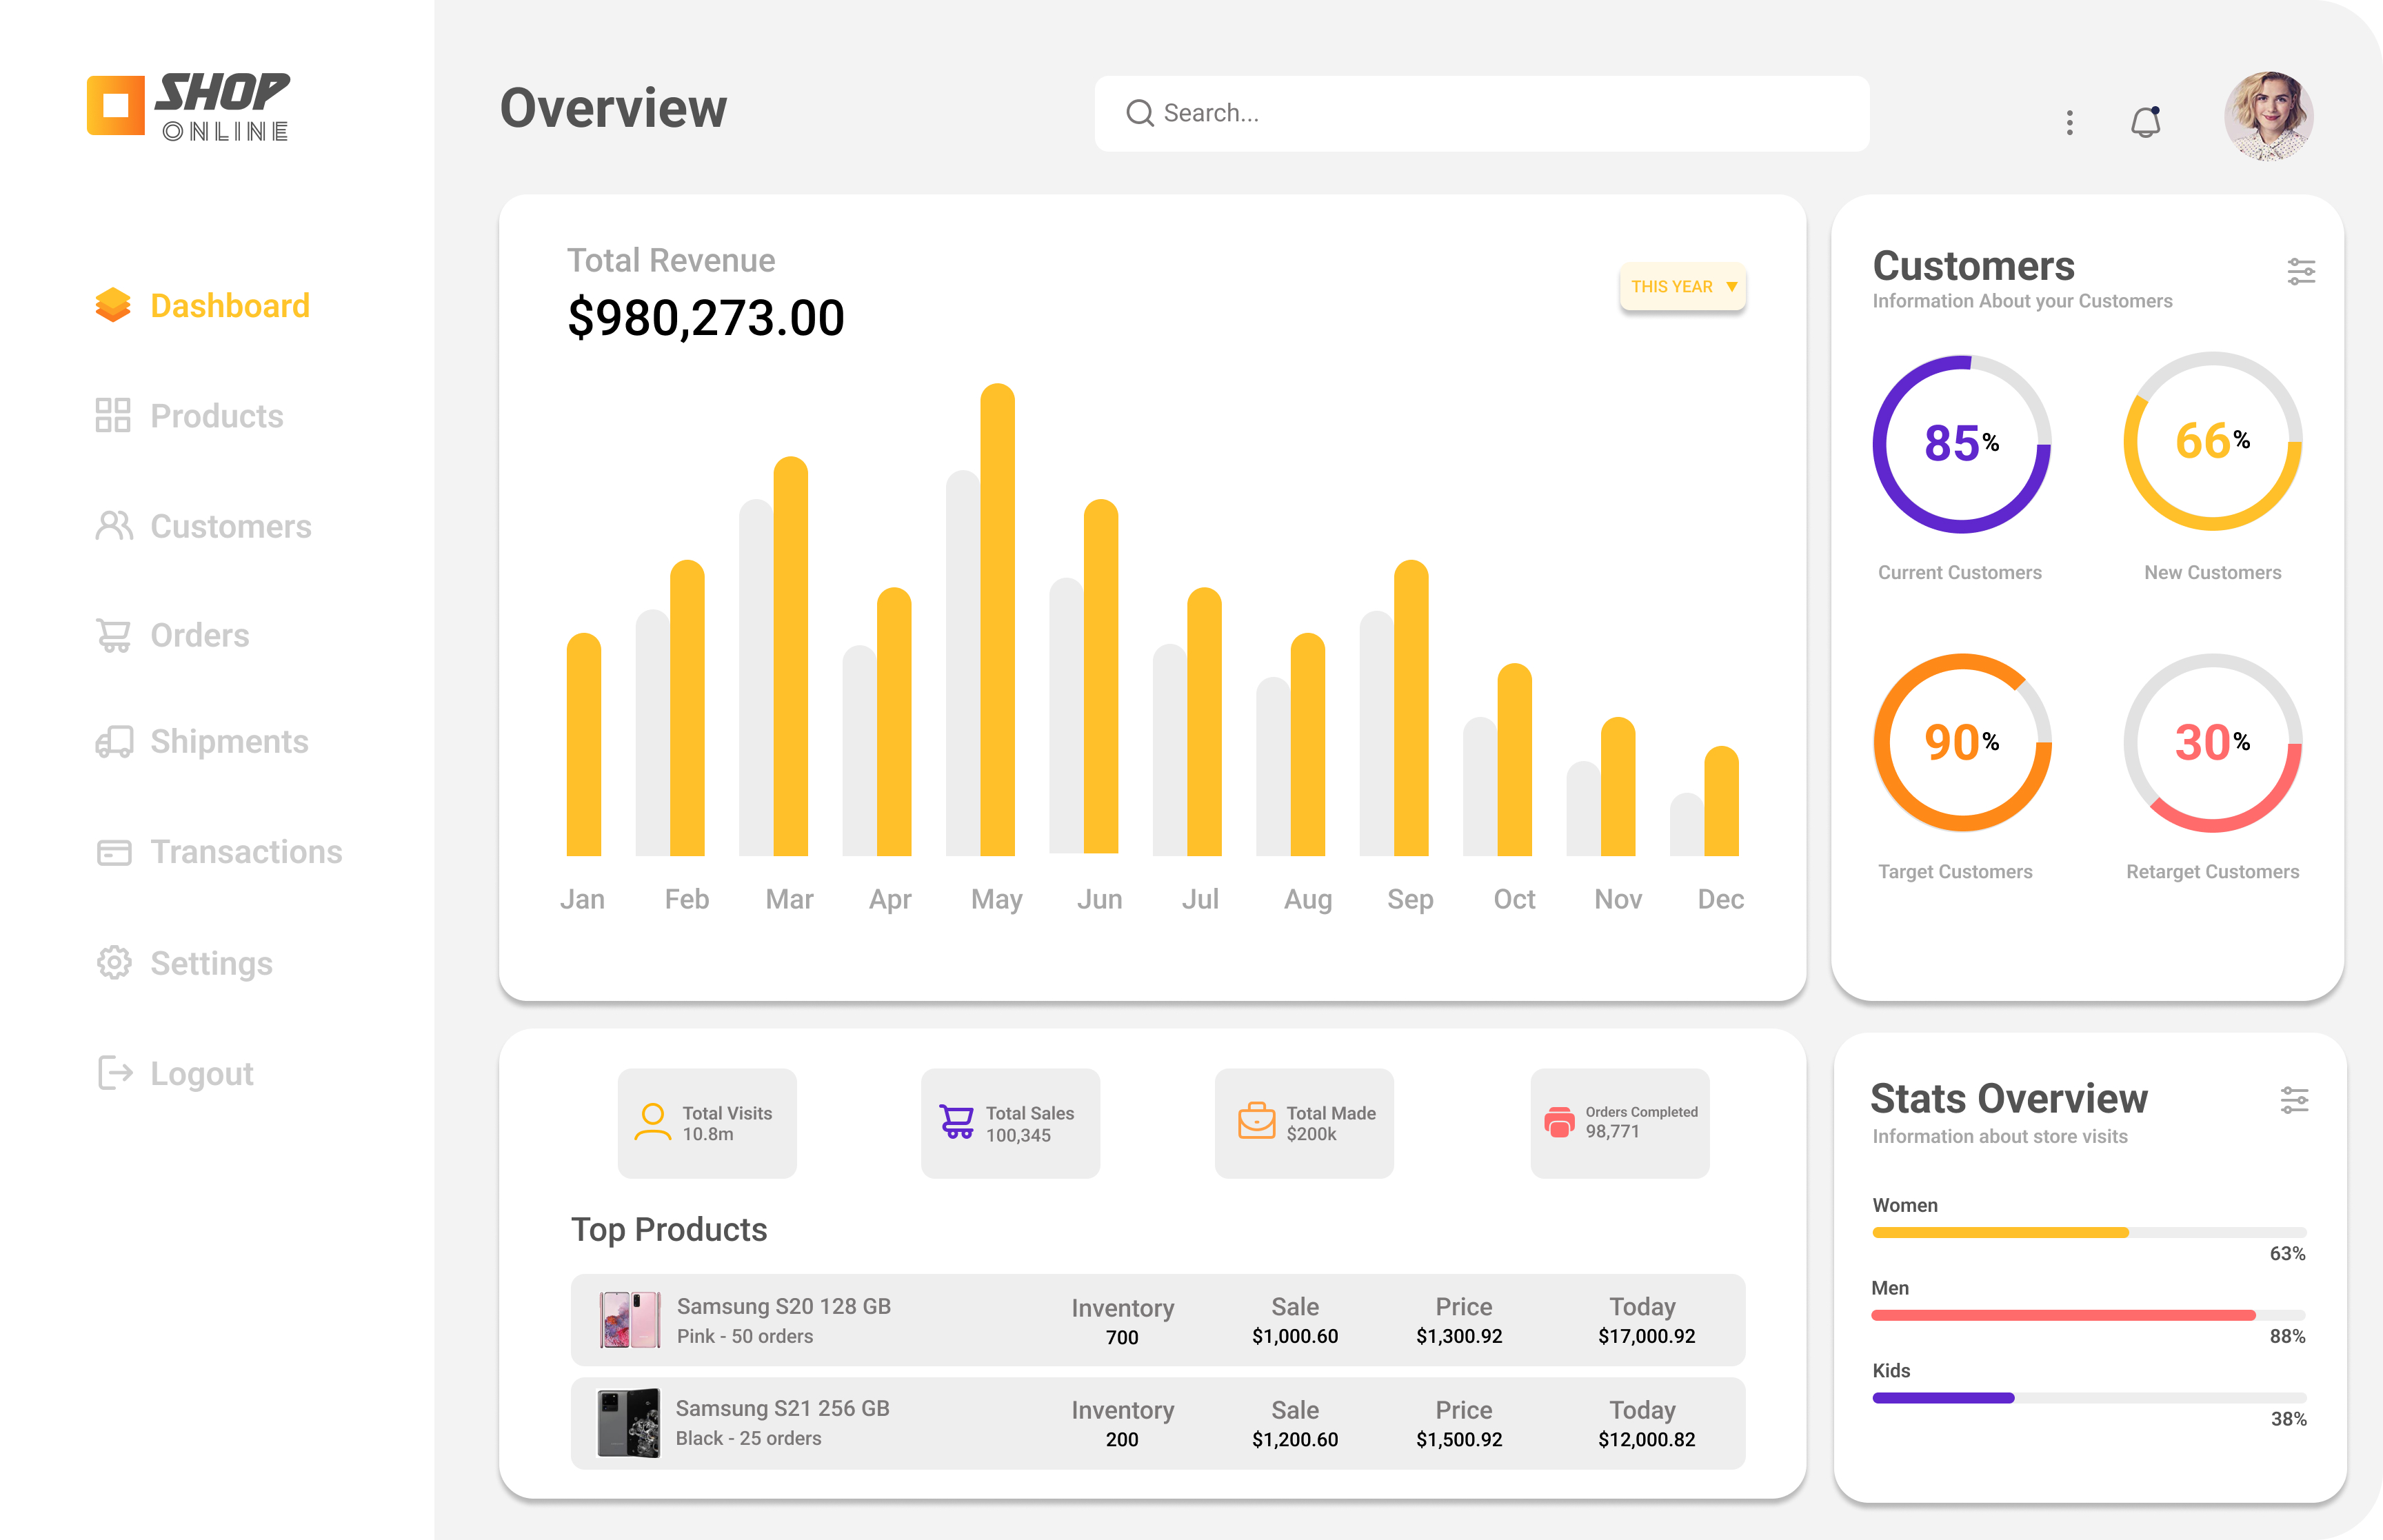 SHOP
ONLINE
Dashboard
Products
Customers
Orders
Shipments
Transactions
Settings
Logout
Overview
Search...
Total Revenue
$980,273.00
THIS YEAR
Jan Feb Mar Apr May Jun Jul Aug Sep Oct Nov Dec
Customers
Information About your Customers
85% 66%
Current Customers New Customers
90% 30%
Target Customers Retarget Customers
Total Visits
10.8m
Total Sales
100,345
Total Made
$200k
Orders Completed
98,771
Top Products
Samsung S20 128 GB Inventory Sale Price Today
Pink - 50 orders 700 $1,000.60 $1,300.92 $17,000.92
Samsung S21 256 GB Inventory Sale Price Today
Black - 25 orders 200 $1,200.60 $1,500.92 $12,000.82
Stats Overview
Information about store visits
Women
63%
Men
88%
Kids
38%